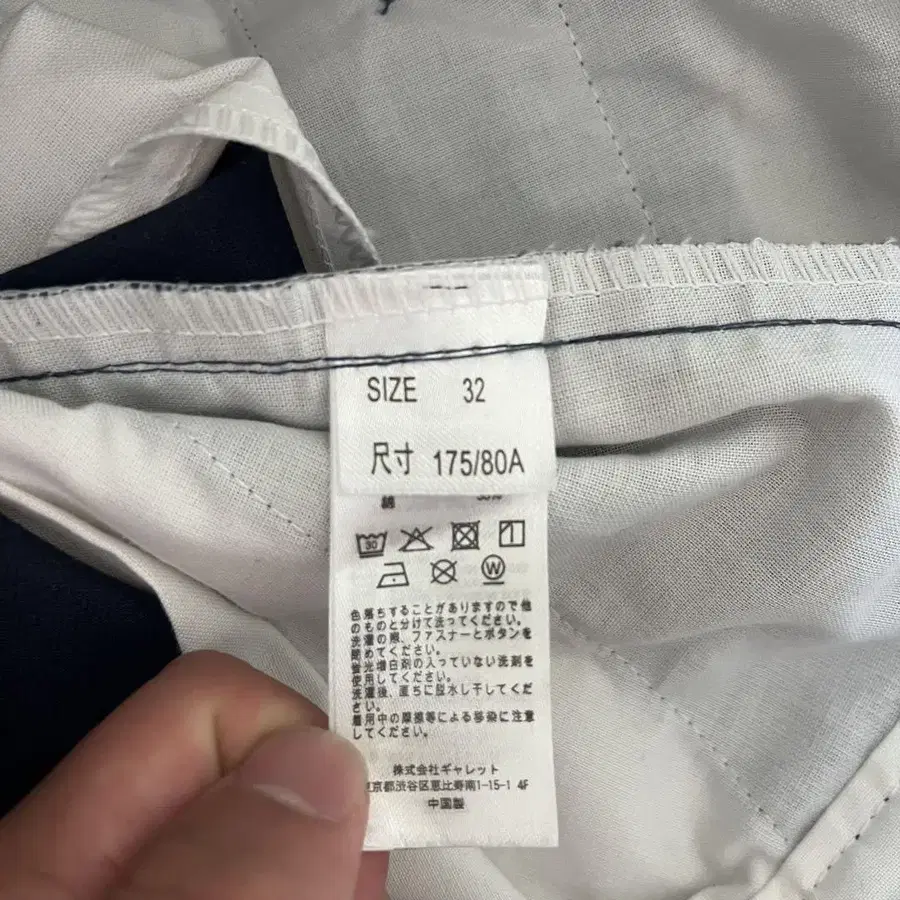 SIZE 32
尺寸 175/80A
綿
30
W
色落ちすることがありますので他
のものと分けて洗ってください。
洗濯の際、ファスナーとボタンを
閉めてください。
蛍光増白剤の入っていない洗剤を
使用してください。
洗濯後、直ちに脱水し干してくださ
い。
着用中の摩擦等による移染に注意
してください。
株式会社ギャレット
京都渋谷区恵比寿南1-15-1 4F
中国製